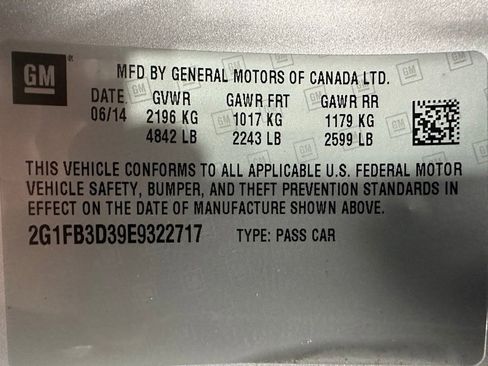 GM
®
MFD BY GENERAL MOTORS OF CANADA LTD.
DATE. GVWR GAWR FRT GAWR RR
06/14 2196 KG 1017 KG 1179 KG
4842 LB 2243 LB 2599 LB
THIS VEHICLE CONFORMS TO ALL APPLICABLE U.S. FEDERAL MOTOR
VEHICLE SAFETY, BUMPER, AND THEFT PREVENTION STANDARDS IN
EFFECT ON THE DATE OF MANUFACTURE SHOWN ABOVE.
2G1FB3D39E9322717 TYPE: PASS CAR